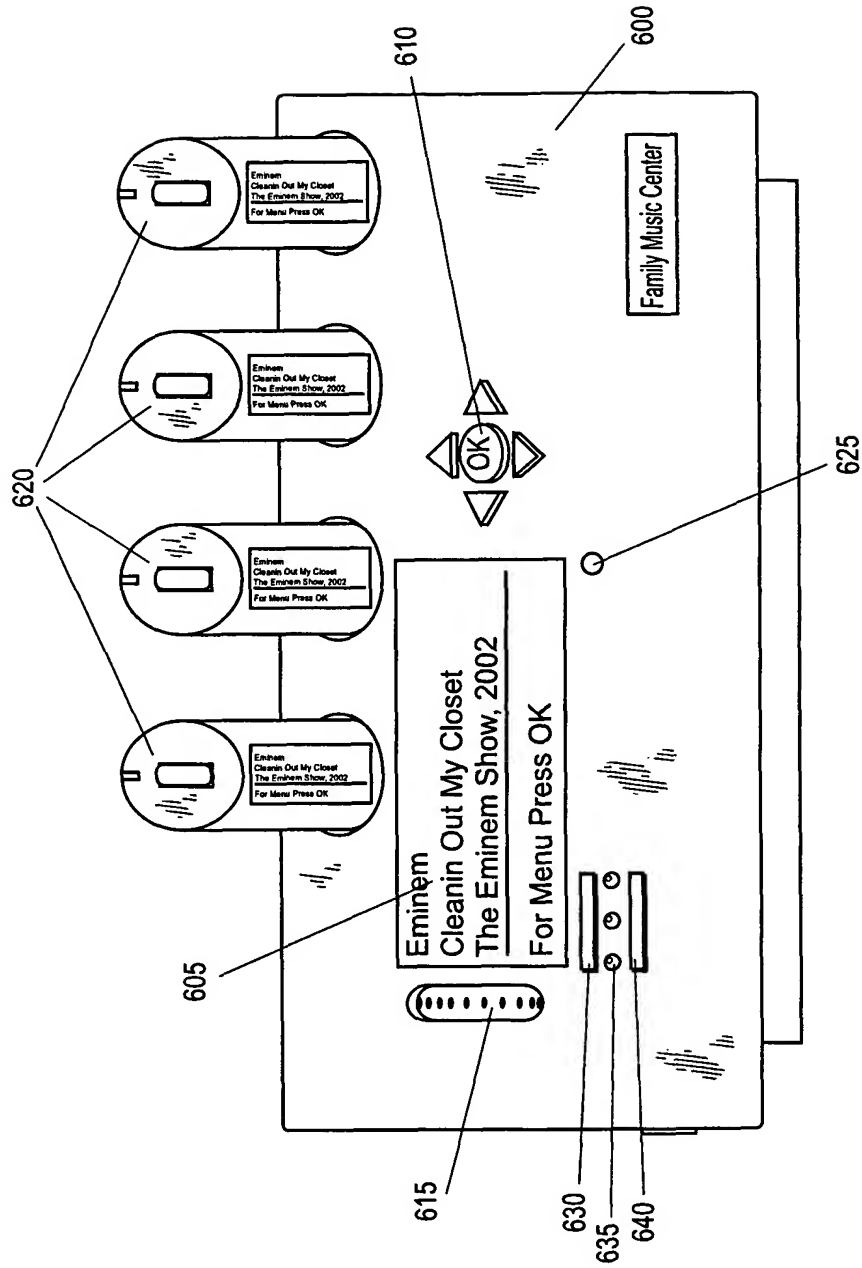 620
Eminem
Cleanin Out My Closet
The Eminem Show, 2002
For Menu Press OK
Eminem
Cleanin Out My Closet
The Eminem Show, 2002
For Menu Press OK
Eminem
Cleanin Out My Closet
The Eminem Show, 2002
For Menu Press OK
Eminem
Cleanin Out My Closet
The Eminem Show, 2002
For Menu Press OK
605
610
600
Eminem
Cleanin Out My Closet
The Eminem Show, 2002
For Menu Press OK
OK
Family Music Center
615
630
635
640
625